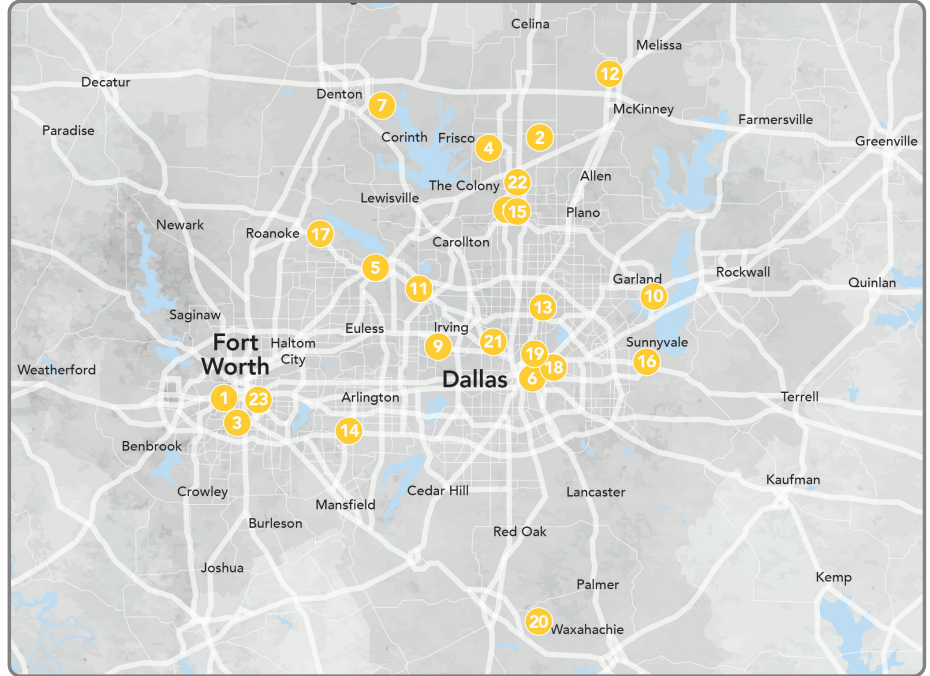 Celina
Melissa
12
Decatur
Denton
7
McKinney
Farmersville
Paradise
Corinth
Frisco
4
2
Greenville
The Colony
22
Allen
Lewisville
15
Plano
Newark
Roanoke
17
Carollton
5
11
Garland
10
Rockwall
Quinlan
Saginaw
13
Euless
Irving
9
21
Fort
Worth
Haltom
City
19
Sunnyvale
16
18
6
Dallas
Weatherford
1
23
3
Arlington
14
Terrell
Benbrook
Crowley
Mansfield
Cedar Hill
Lancaster
Kaufman
Burleson
Red Oak
Joshua
Palmer
Kemp
20
Waxahachie